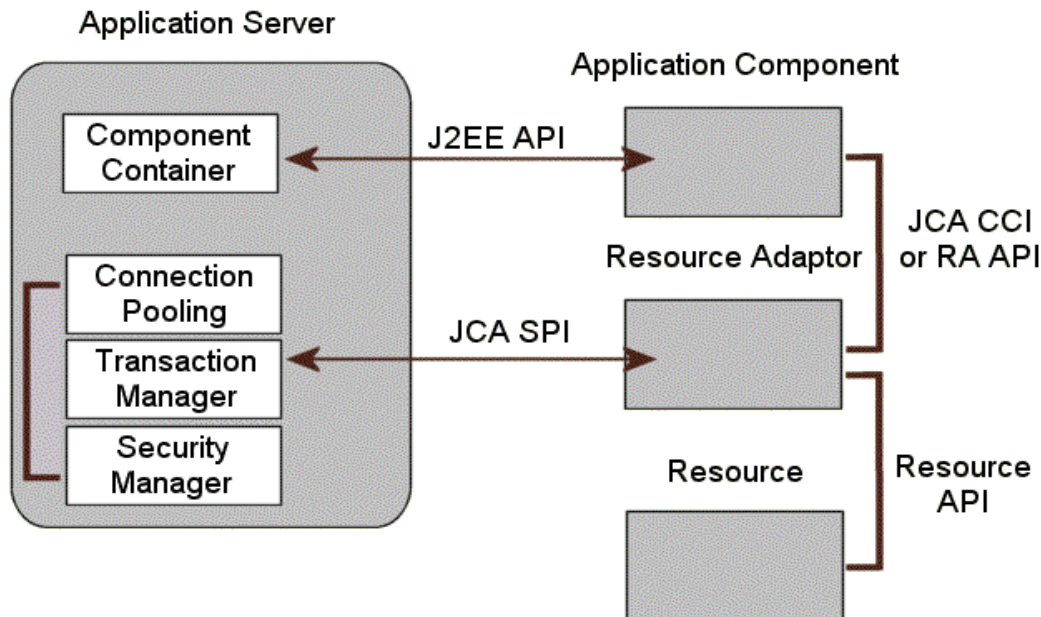 Application Server
Application Component
Component
Container
J2EE API
JCA CCI
or RA API
Resource Adaptor
Connection
Pooling
Transaction
Manager
JCA SPI
Security
Manager
Resource
Resource
API